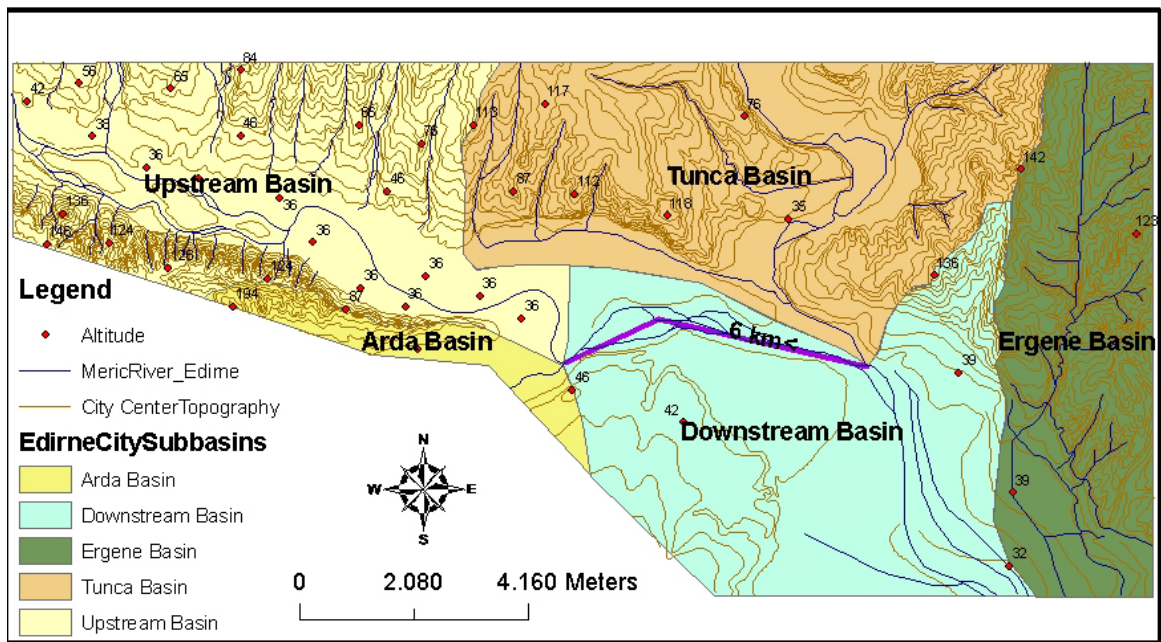 84
56
65
42
117
113
76
66
38
46
76
142
36
Upstream Basin
Tunca Basin
46
87
112
36
118
35
123
136
146
124
36
126
124
36
36
36
136
Legend
194
87
36
36
Altitude
Arda Basin
6 km<
Ergene Basin
MericRiver_Edirne
39
46
City CenterTopography
42
Downstream Basin
EdirneCitySubbasins
N
Arda Basin
W
E
39
Downstream Basin
S
Ergene Basin
32
Tunca Basin
0 2.080 4.160 Meters
Upstream Basin